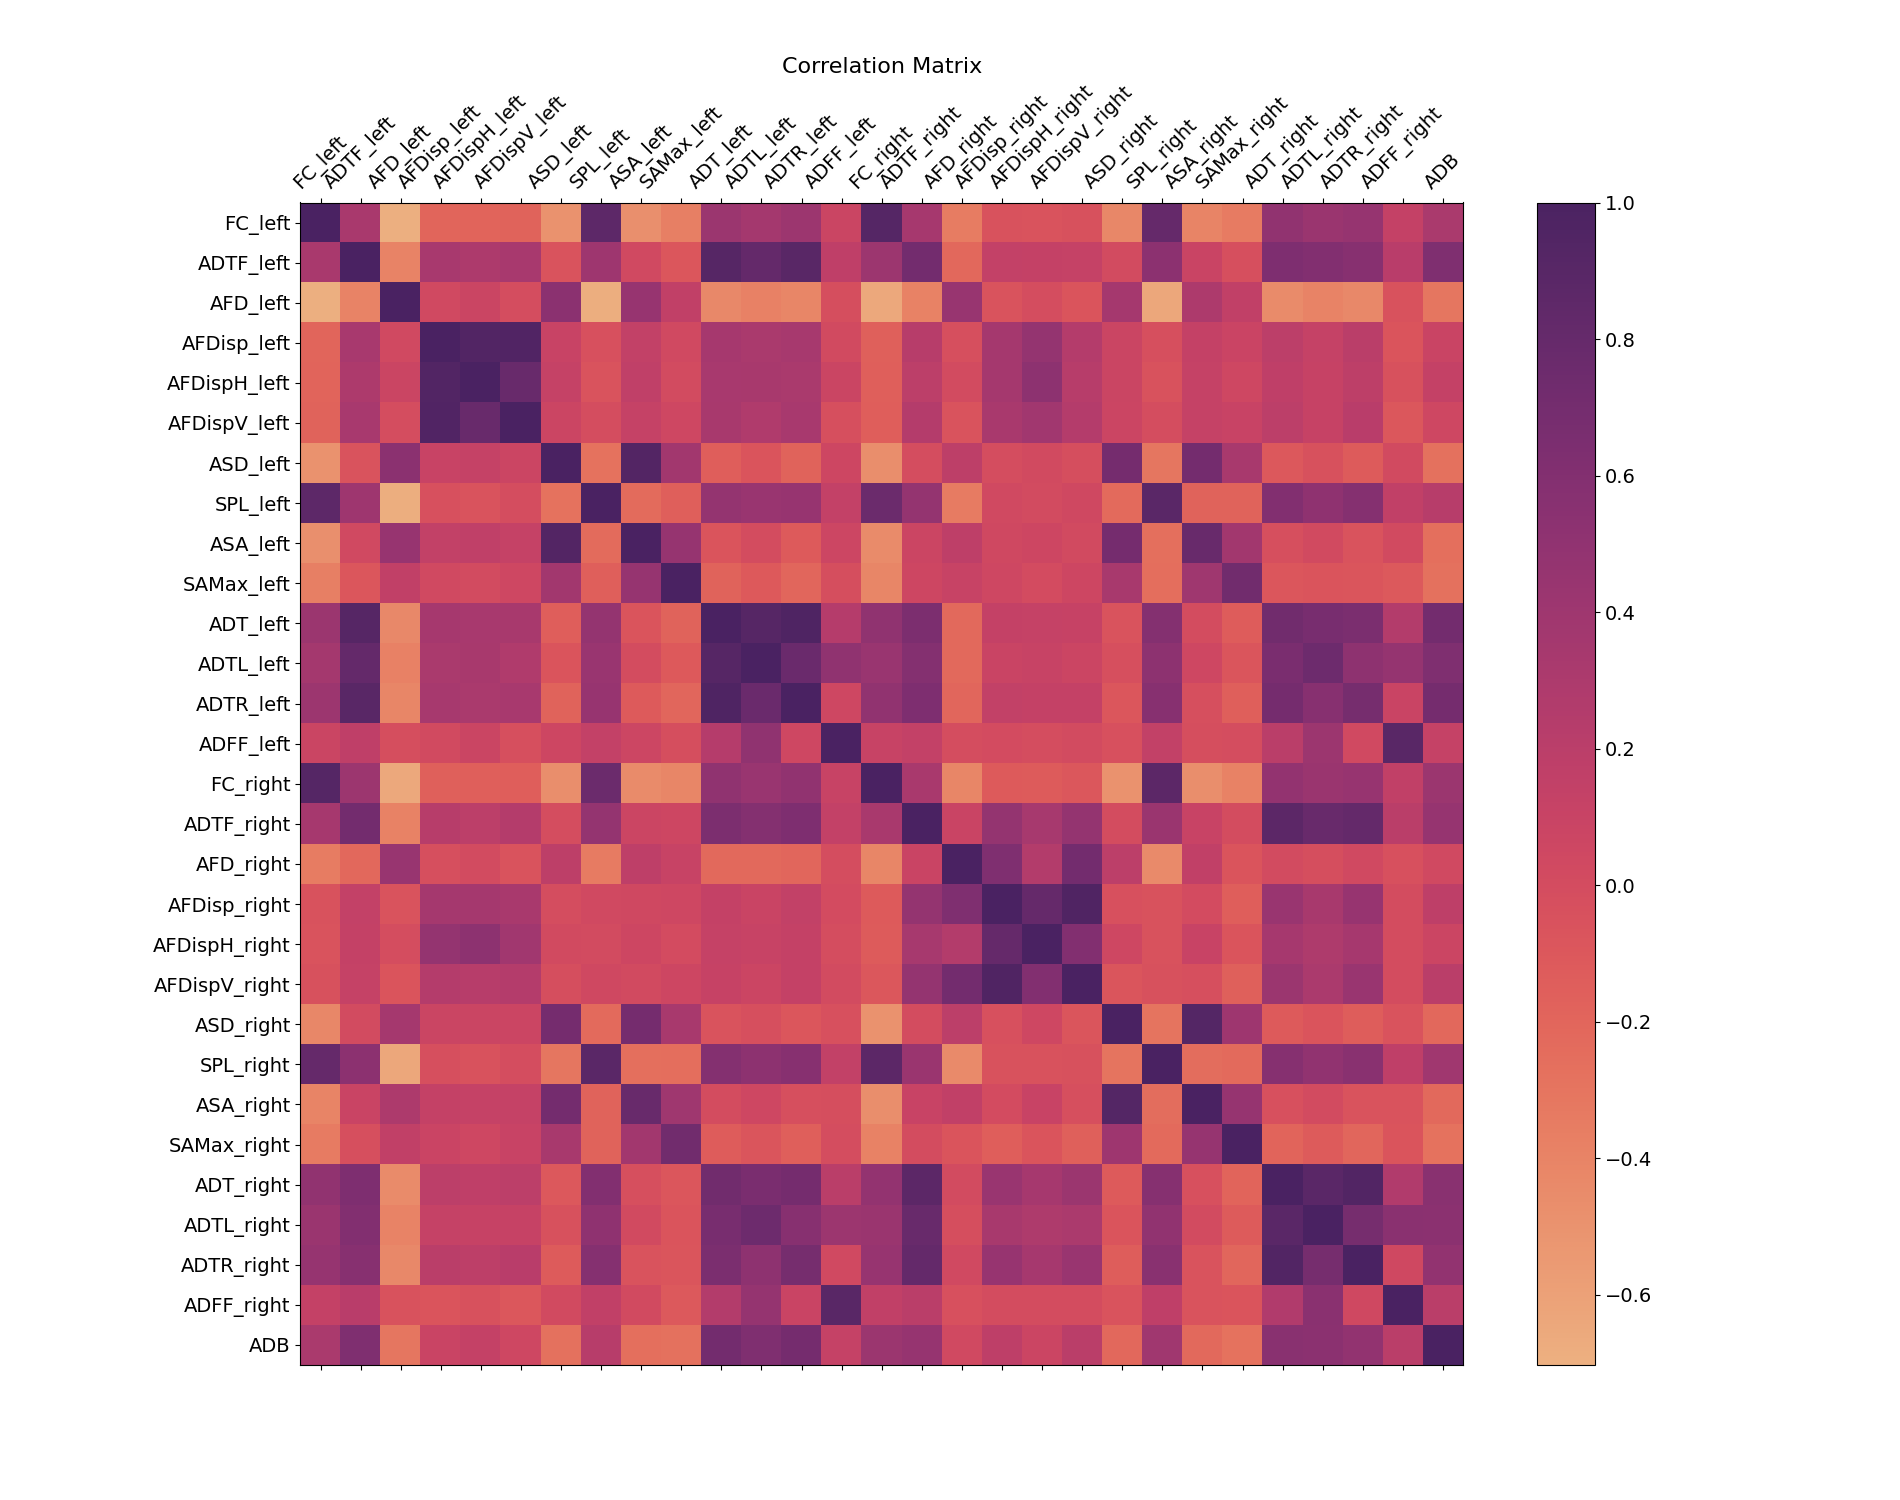 Correlation Matrix
FC_left
ADTF_left
AFD_left
AFDisp_left
AFDispH_left
AFDispV_left
ASD_left
SPL_left
ASA_left
SAMax_left
ADT_left
ADTL_left
ADTR_left
ADFF_left
FC_right
ADTF_right
AFD_right
AFDisp_right
AFDispH_right
AFDispV_right
ASD_right
SPL_right
ASA_right
SAMax_right
ADT_right
ADTL_right
ADTR_right
ADFF_right
ADB
FC_left
ADTF_left
AFD_left
AFDisp_left
AFDispH_left
AFDispV_left
ASD_left
SPL_left
ASA_left
SAMax_left
ADT_left
ADTL_left
ADTR_left
ADFF_left
FC_right
ADTF_right
AFD_right
AFDisp_right
AFDispH_right
AFDispV_right
ASD_right
SPL_right
ASA_right
SAMax_right
ADT_right
ADTL_right
ADTR_right
ADFF_right
ADB
1.0
0.8
0.6
0.4
0.2
0.0
−0.2
−0.4
−0.6